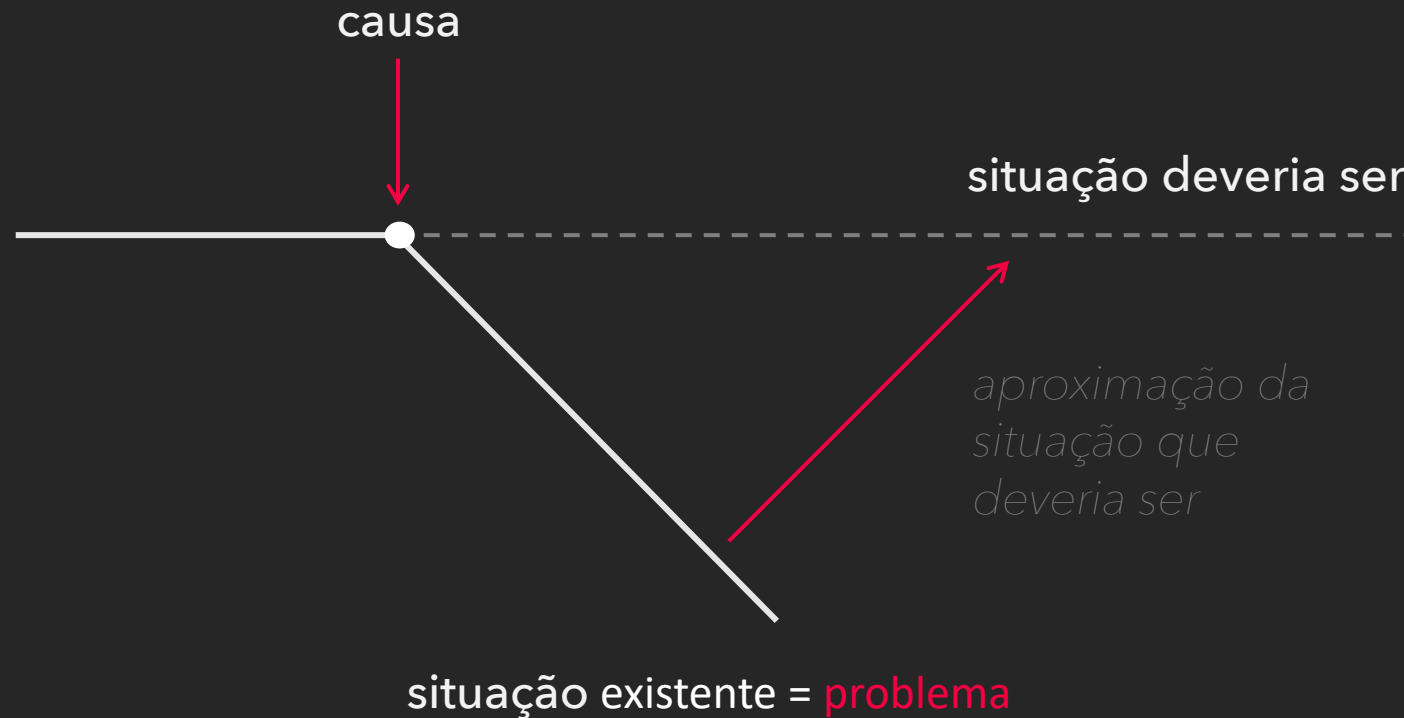 causa
situação deveria ser
aproximação da
situação que
deveria ser
situação existente = problema